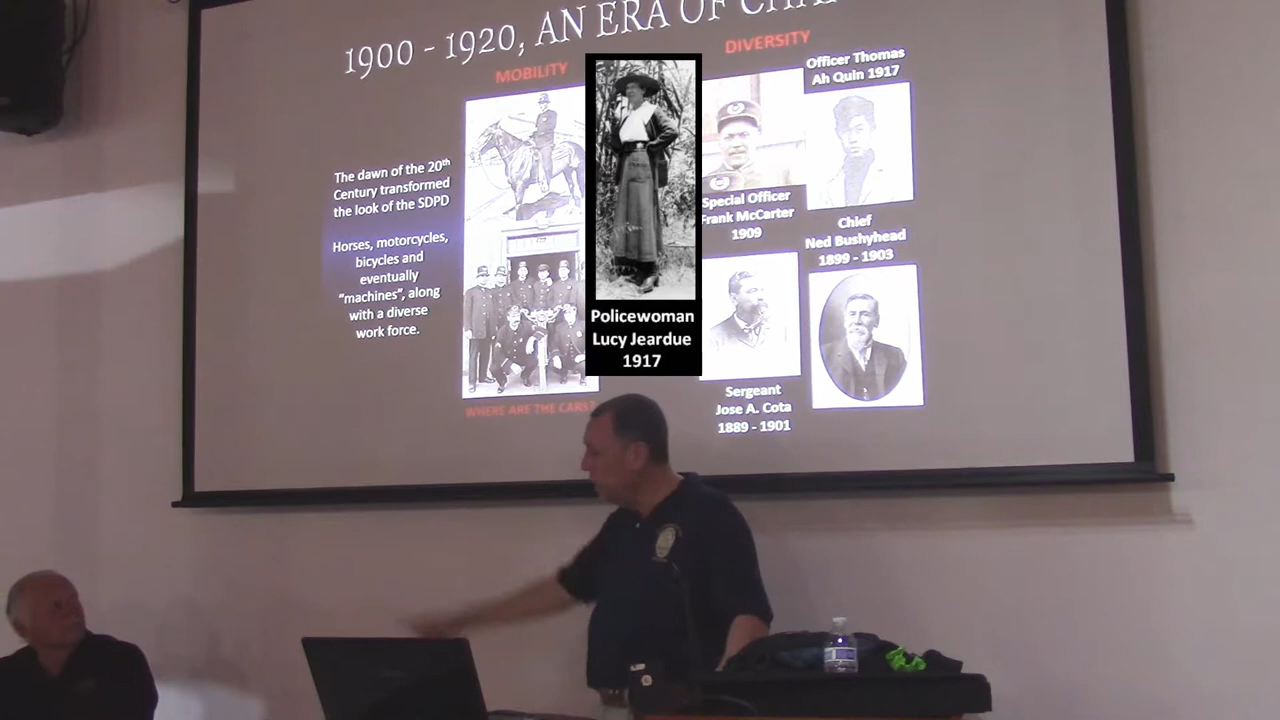 1900 - 1920, AN ERA OF
MOBILITY
The dawn of the 20th
Century transformed
the look of the SDPD
Horses, motorcycles,
bicycles and
eventually
“machines”, along
with a diverse
work force.
WHERE ARE THE CARS?
Policewoman
Lucy Jeardue
1917
DIVERSITY
Special Officer
Frank McCarter
1909
Officer Thomas
Ah Quin 1917
Sergeant
Jose A. Cota
1889 - 1901
Chief
Ned Bushyhead
1899 - 1903